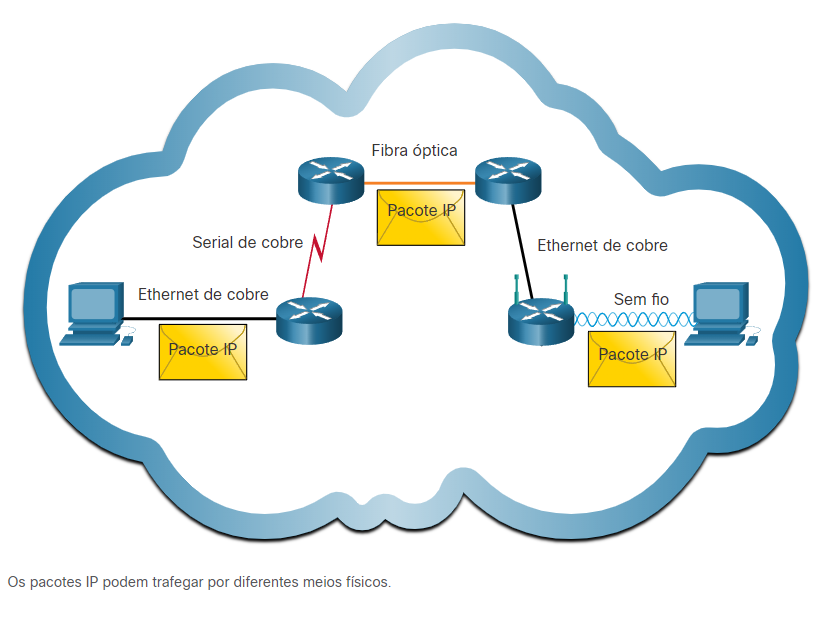 Fibra óptica
Pacote IP
Serial de cobre
Ethernet de cobre
Ethernet de cobre
Sem fio
Pacote IP
Pacote IP
Os pacotes IP podem trafegar por diferentes meios físicos.